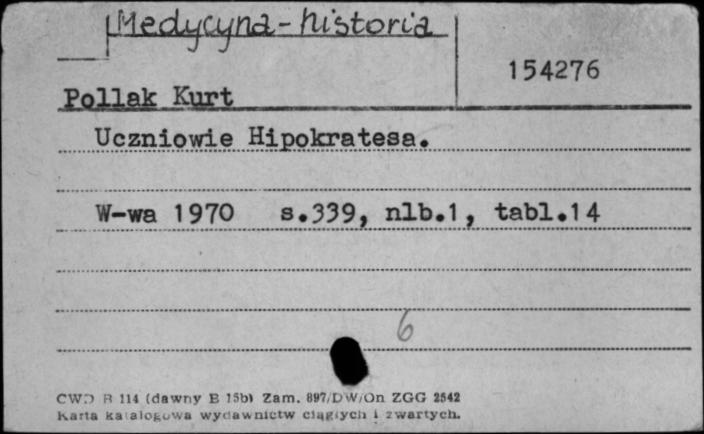 Medycyna-historia
154276
Pollak Kurt
Uczniowie Hipokratesa.
W-wa 1970 s.339, nlb.1, tabl.14
6
CWD B 114 (dawny E 15b) Zam. 897/DW/On ZGG 2542
Karta katalogowa wydawnictw ciągłych i zwartych.